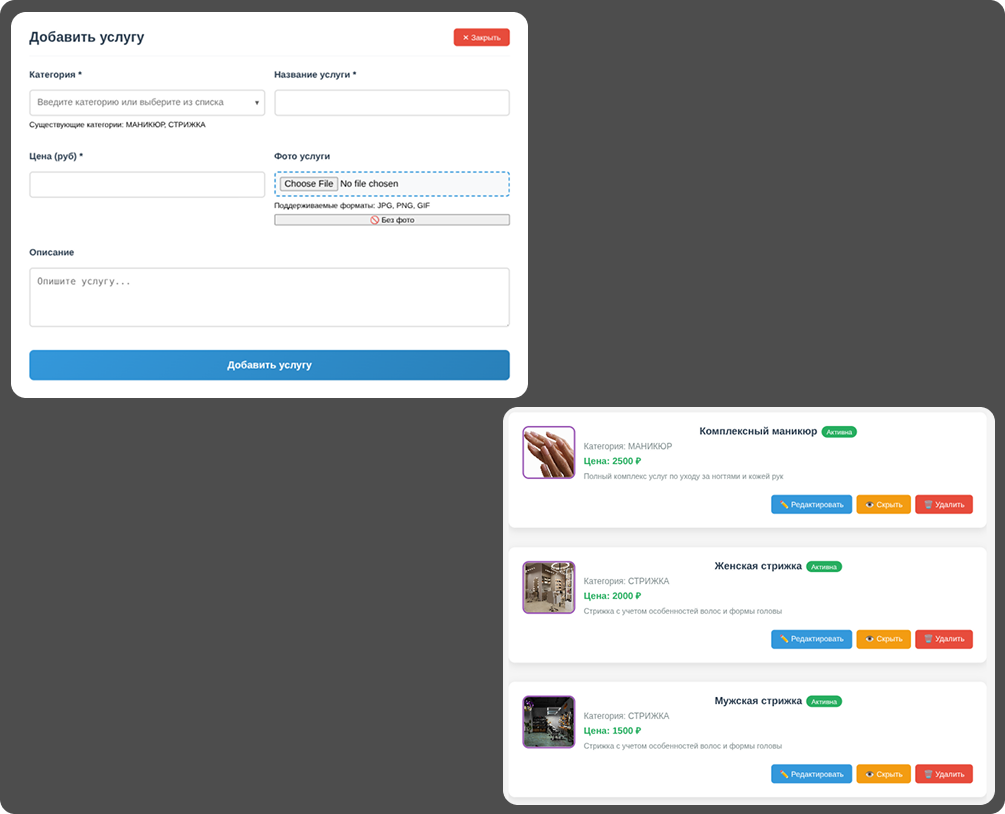 Добавить услугу
✕ Закрыть
Категория * Название услуги *
Введите категорию или выберите из списка
Существующие категории: МАНИКЮР, СТРИЖКА
Цена (руб) * Фото услуги
Choose File No file chosen
Поддерживаемые форматы: JPG, PNG, GIF
🚫 Без фото
Описание
Опишите услугу...
Добавить услугу
Комплексный маникюр Активна
Категория: МАНИКЮР
Цена: 2500 ₽
Полный комплекс услуг по уходу за ногтями и кожей рук
✏️ Редактировать 👁️ Скрыть 🗑️ Удалить
Женская стрижка Активна
Категория: СТРИЖКА
Цена: 2000 ₽
Стрижка с учетом особенностей волос и формы головы
✏️ Редактировать 👁️ Скрыть 🗑️ Удалить
Мужская стрижка Активна
Категория: СТРИЖКА
Цена: 1500 ₽
Стрижка с учетом особенностей волос и формы головы
✏️ Редактировать 👁️ Скрыть 🗑️ Удалить